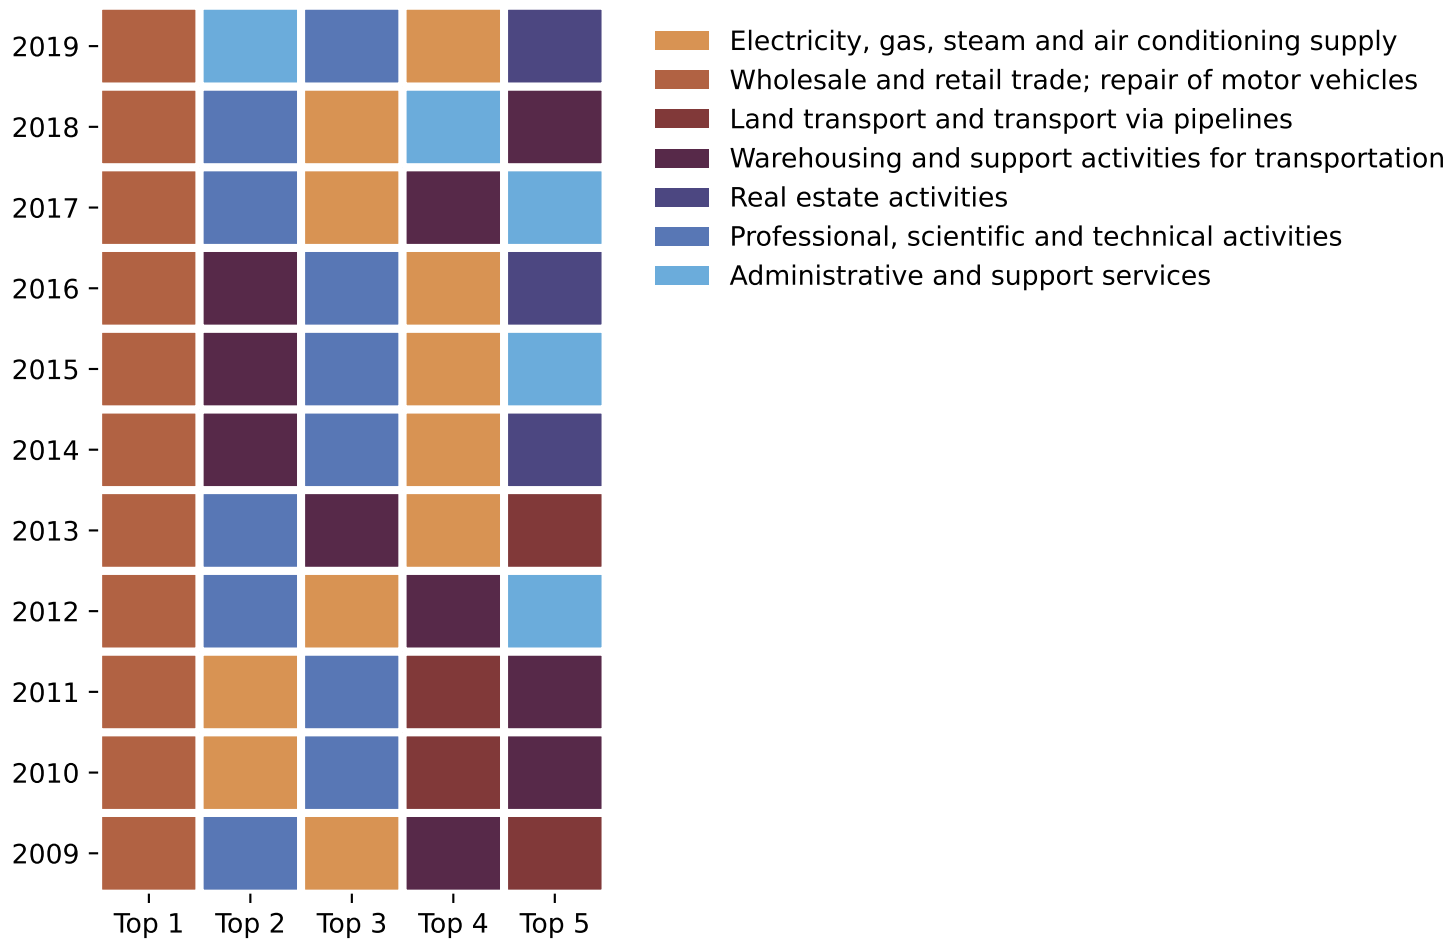 2019
2018
2017
2016
2015
2014
2013
2012
2011
2010
2009
Top 1 Top 2 Top 3 Top 4 Top 5
Electricity, gas, steam and air conditioning supply
Wholesale and retail trade; repair of motor vehicles
Land transport and transport via pipelines
Warehousing and support activities for transportation
Real estate activities
Professional, scientific and technical activities
Administrative and support services